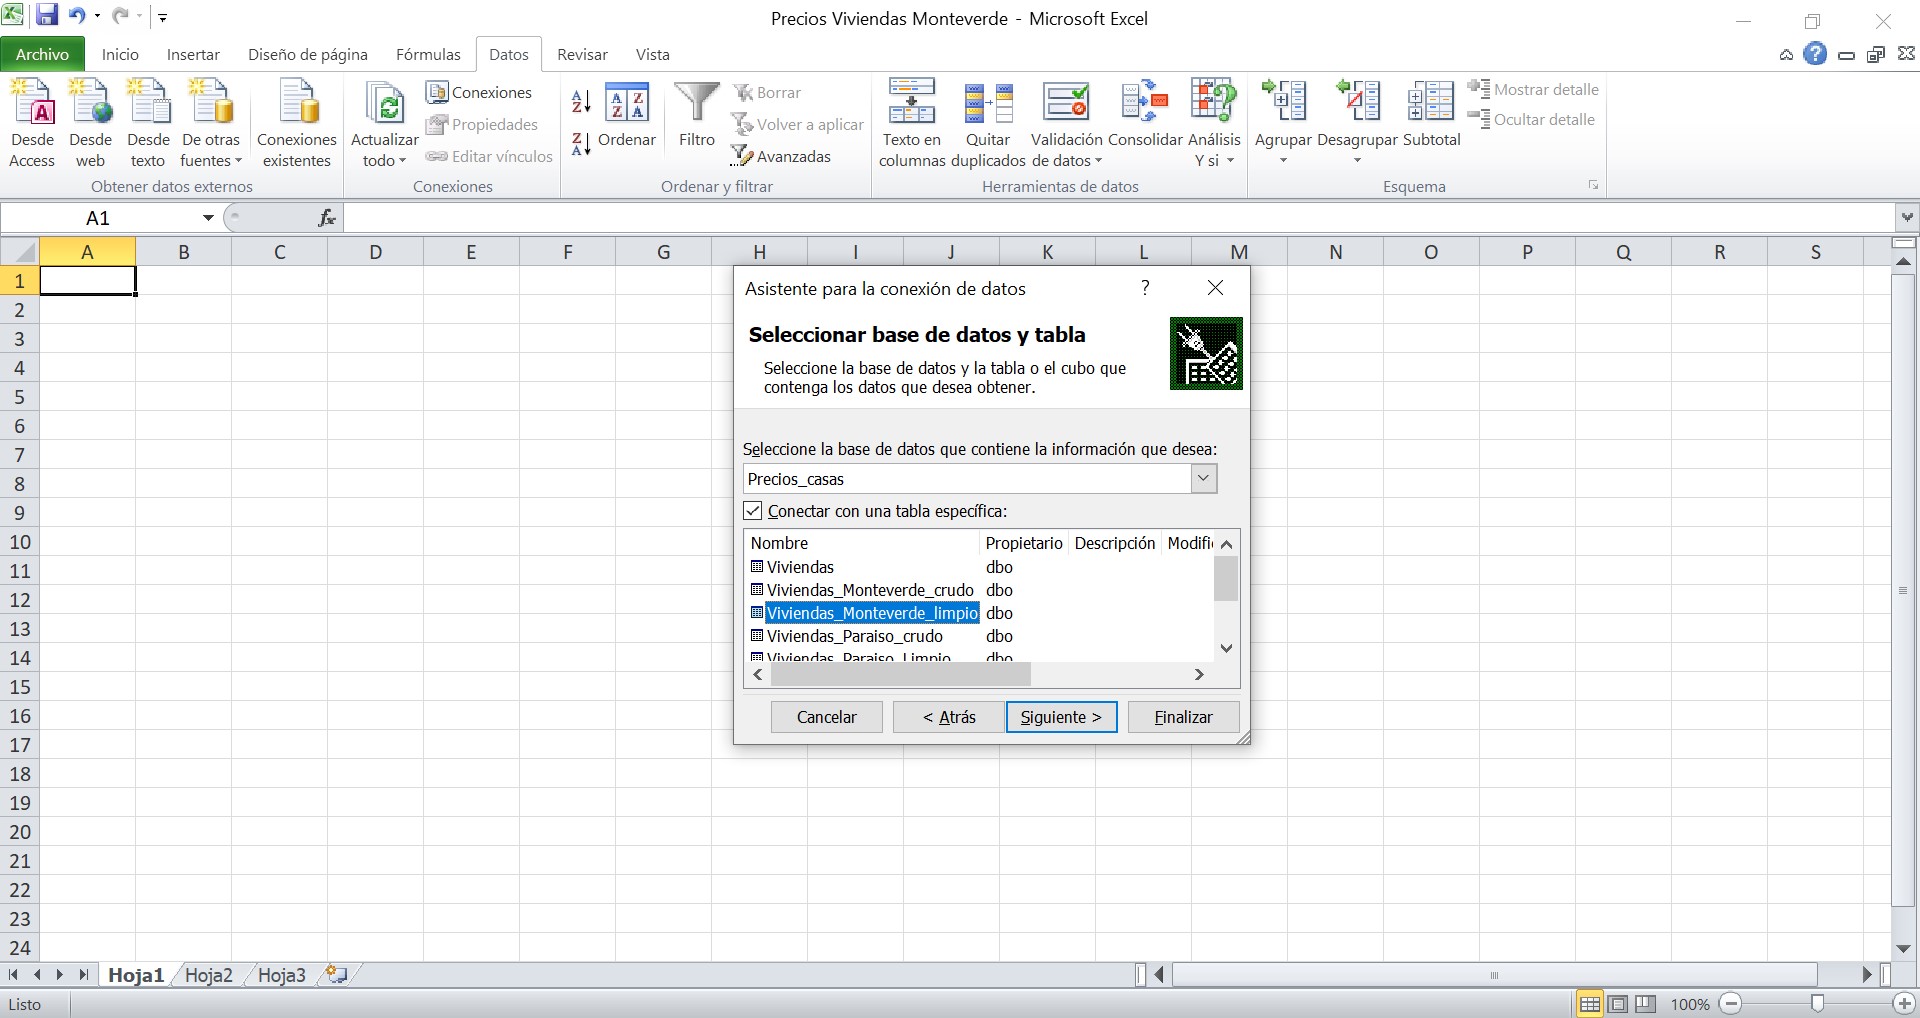 Precios Viviendas Monteverde - Microsoft Excel
Archivo Inicio Insertar Diseño de página Fórmulas Datos Revisar Vista
Desde Access
Desde web
Desde texto
De otras fuentes
Conexiones existentes
Obtener datos externos
Actualizar todo
Conexiones
Propiedades
Editar vínculos
Conexiones
Ordenar
Filtro
Borrar
Volver a aplicar
Avanzadas
Ordenar y filtrar
Texto en columnas
Quitar duplicados
Validación de datos
Consolidar
Análisis Y si
Herramientas de datos
Agrupar
Desagrupar
Subtotal
Mostrar detalle
Ocultar detalle
Esquema
A1 fx
A B C D E F G H I J K L M N O P Q R S
1
2
3
4
5
6
7
8
9
10
11
12
13
14
15
16
17
18
19
20
21
22
23
24
Asistente para la conexión de datos ?
Seleccionar base de datos y tabla
Seleccione la base de datos y la tabla o el cubo que
contenga los datos que desea obtener.
Seleccione la base de datos que contiene la información que desea:
Precios_casas
Conectar con una tabla específica:
Nombre Propietario Descripción Modific
Viviendas dbo
Viviendas_Monteverde_crudo dbo
Viviendas_Monteverde_limpio dbo
Viviendas_Paraiso_crudo dbo
Viviendas_Paraiso_Limpio dbo
Cancelar < Atrás Siguiente > Finalizar
Hoja1 Hoja2 Hoja3
Listo 100%